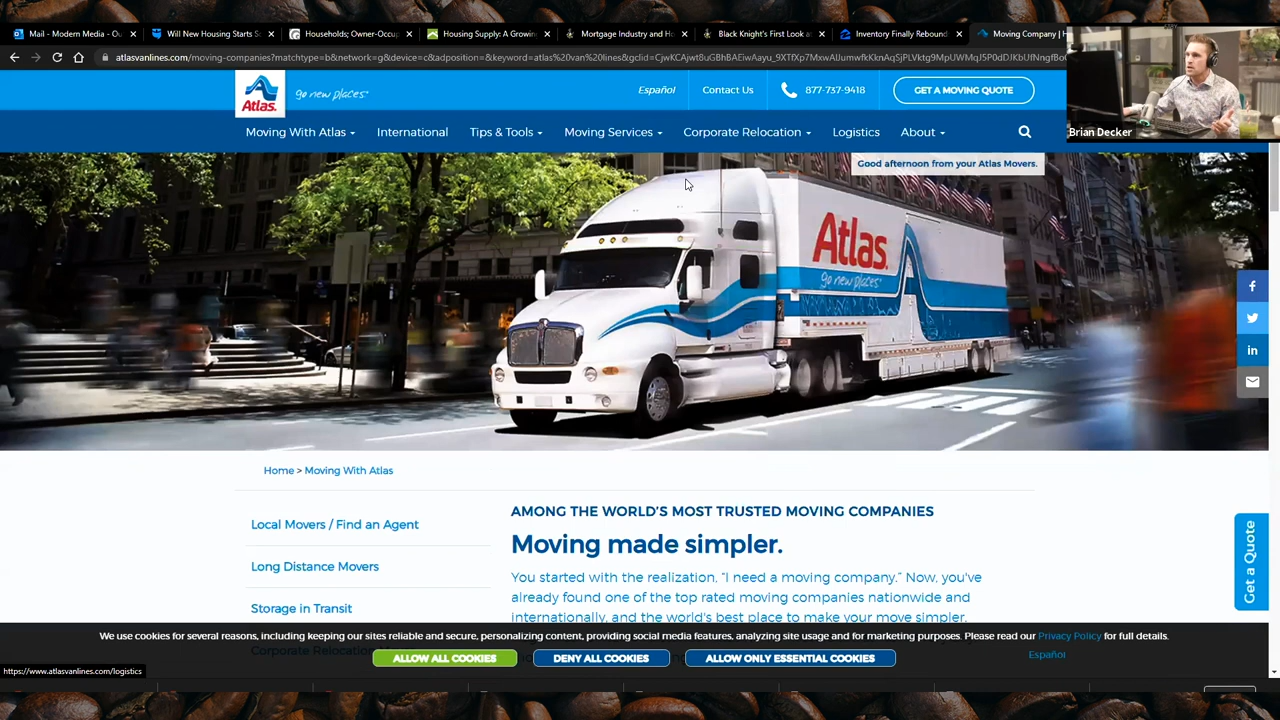 Mail - Modern Media - Ou
Will New Housing Starts S
Households; Owner-Occup
Housing Supply: A Growin
Mortgage Industry and Ho
Black Knight's First Look a
Inventory Finally Rebound
Moving Company | H
atlasvanlines.com/moving-companies?matchtype=b&network=g&device=c&adposition=&keyword=atlas%20van%20lines&gclid=
Brian Decker
Atlas.
go new places.
Español
Contact Us
877-737-9418
GET A MOVING QUOTE
Moving With Atlas
International
Tips & Tools
Moving Services
Corporate Relocation
Logistics
About
Good afternoon from your Atlas Movers.
Atlas.
go new places.
Home > Moving With Atlas
Local Movers / Find an Agent
Long Distance Movers
Storage in Transit
Corporate Relocation
AMONG THE WORLD'S MOST TRUSTED MOVING COMPANIES
Moving made simpler.
You started with the realization, "I need a moving company." Now, you've
already found one of the top rated moving companies nationwide and
internationally, and the world's best place to make your move simpler.
Get a Quote
We use cookies for several reasons, including keeping our sites reliable and secure, personalizing content, providing social media features, analyzing site usage and for marketing purposes. Please read our Privacy Policy for full details.
Español
ALLOW ALL COOKIES
DENY ALL COOKIES
ALLOW ONLY ESSENTIAL COOKIES
https://www.atlasvanlines.com/logistics